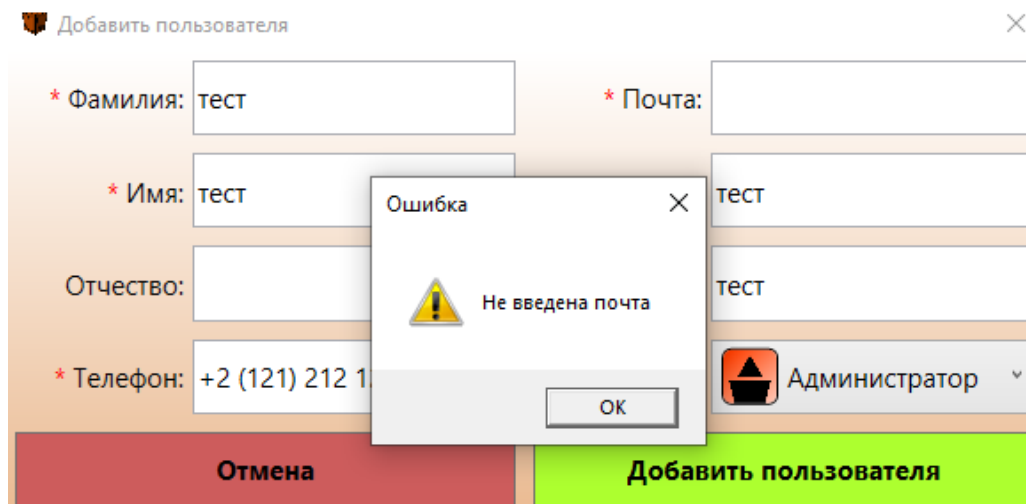 Добавить пользователя
* Фамилия: тест
* Почта:
* Имя: тест
тест
Отчество:
тест
* Телефон: +2 (121) 212
Администратор
Ошибка
Не введена почта
OK
Отмена
Добавить пользователя